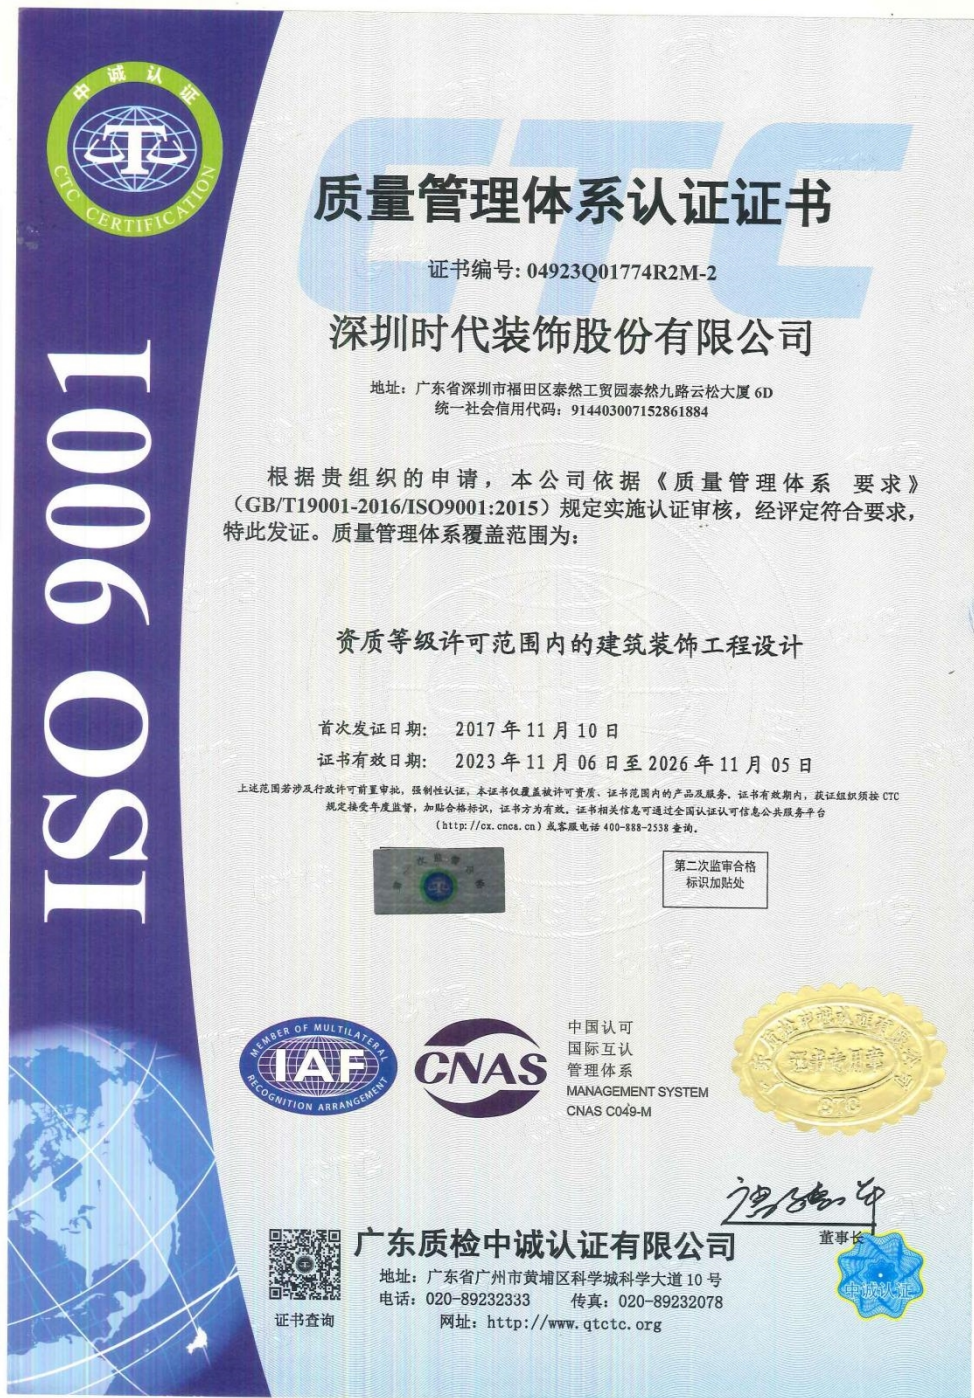 中诚认证
CTC CERTIFICATION
ISO 9001
CTC
质量管理体系认证证书
证书编号: 04923Q01774R2M-2
深圳时代装饰股份有限公司
地址：广东省深圳市福田区泰然工贸园泰然九路云松大厦 6D
统一社会信用代码：914403007152861884
根据贵组织的申请，本公司依据《质量管理体系 要求》
（GB/T19001-2016/ISO9001:2015）规定实施认证审核，经评定符合要求，
特此发证。质量管理体系覆盖范围为：
资质等级许可范围内的建筑装饰工程设计
首次发证日期： 2017 年 11 月 10 日
证书有效日期： 2023 年 11 月 06 日至 2026 年 11 月 05 日
上述范围若涉及行政许可前置审批，强制性认证，本证书仅覆盖被许可资质、证书范围内的产品及服务。证书有效期内，获证组织须按 CTC
规定接受年度监督，加贴合格标识，证书方为有效。证书相关信息可通过全国认证认可信息公共服务平台
(http://cx.cnca.cn) 或客服电话 400-888-2538 查询。
第二次监审合格
标识加贴处
MEMBER OF MULTILATERAL
IAF
RECOGNITION ARRANGEMENT
CNAS
中国认可
国际互认
管理体系
MANAGEMENT SYSTEM
CNAS C049-M
证书专用章
CTC
董事长
中诚认证
证书查询
广东质检中诚认证有限公司
地址：广东省广州市黄埔区科学城科学大道 10 号
电话：020-89232333 传真：020-89232078
网址：http://www.qtctc.org